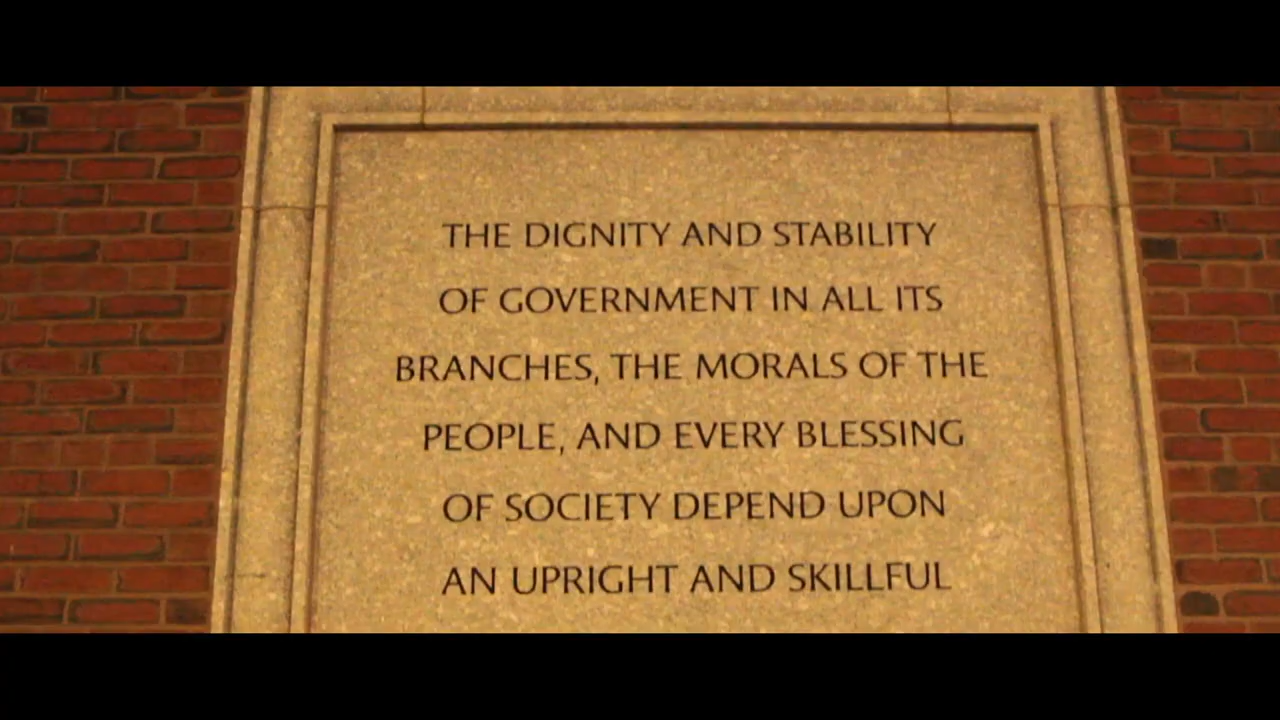 THE DIGNITY AND STABILITY
OF GOVERNMENT IN ALL ITS
BRANCHES, THE MORALS OF THE
PEOPLE, AND EVERY BLESSING
OF SOCIETY DEPEND UPON
AN UPRIGHT AND SKILLFUL